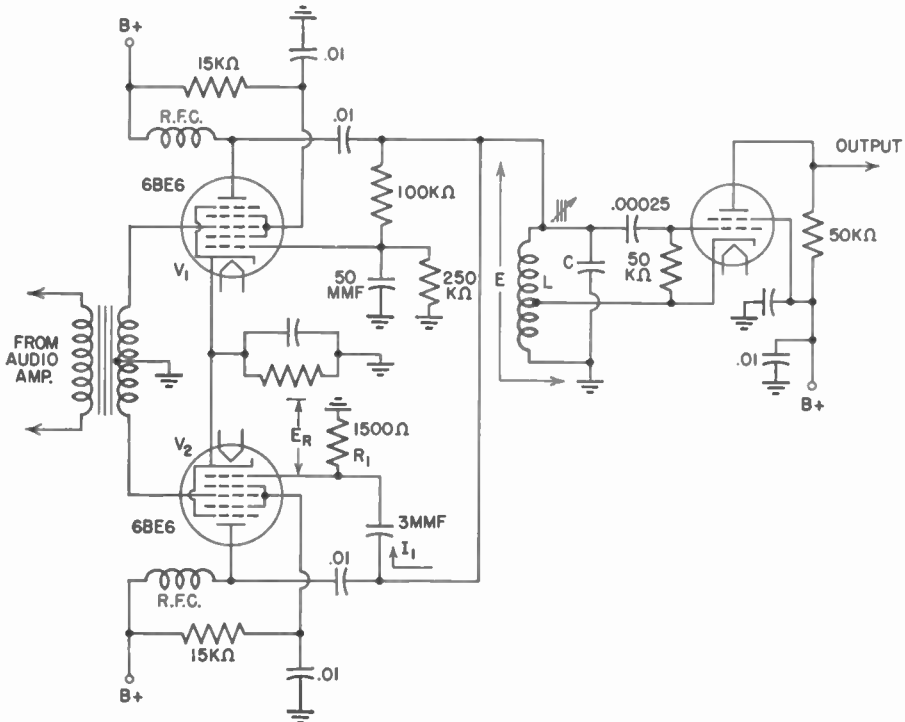 B+
.01
15KΩ
R.F.C.
.01
OUTPUT
6BE6
100KΩ
.00025
50KΩ
V1
50
MMF
250
KΩ
E
L
C
50
KΩ
FROM
AUDIO
AMP.
.01
B+
ER
1500Ω
R1
V2
6BE6
3MMF
I1
.01
R.F.C.
15KΩ
.01
B+